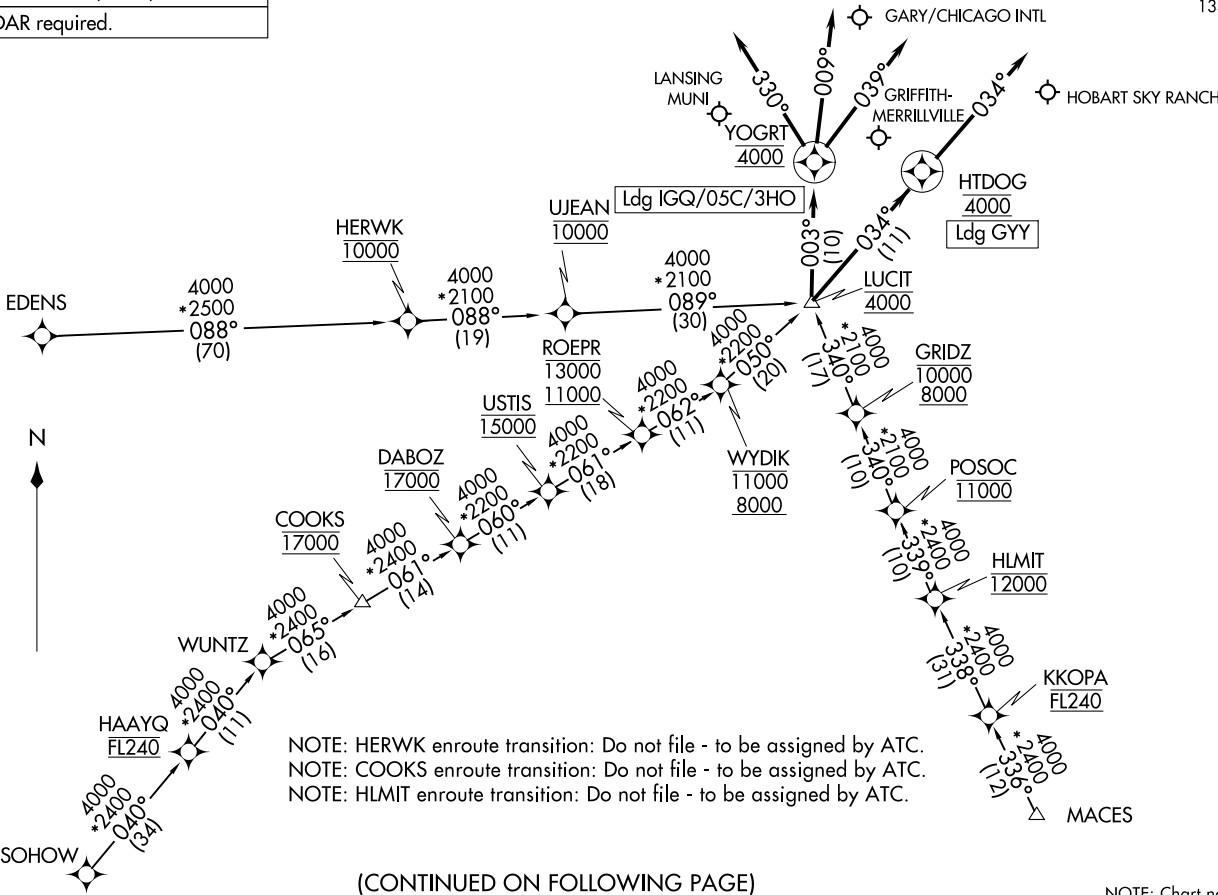 DAR required.
13
GARY/CHICAGO INTL
LANSING
MUNI
330°
009°
039°
034°
GRIFFITH-
MERRILLVILLE
HOBART SKY RANCH
YOGRT
4000
HTDOG
4000
Ldg IGQ/05C/3HO
Ldg GYY
003°
(10)
034°
(11)
HERWK
10000
UJEAN
10000
LUCIT
4000
EDENS
4000
*2500
088°
(70)
4000
*2100
088°
(19)
4000
*2100
089°
(30)
ROEPR
13000
11000
4000
*2200
050°
(20)
4000
*2100
340°
(17)
GRIDZ
10000
8000
USTIS
15000
4000
*2200
062°
(11)
WYDIK
11000
8000
4000
*2100
340°
(10)
POSOC
11000
N
DABOZ
17000
4000
*2200
061°
(18)
4000
*2400
339°
(10)
HLMIT
12000
COOKS
17000
4000
*2200
060°
(11)
4000
*2400
061°
(14)
4000
*2400
338°
(31)
KKOPA
FL240
WUNTZ
4000
*2400
065°
(16)
HAAYQ
FL240
4000
*2400
040°
(11)
4000
*2400
336°
(12)
MACES
NOTE: HERWK enroute transition: Do not file - to be assigned by ATC.
NOTE: COOKS enroute transition: Do not file - to be assigned by ATC.
NOTE: HLMIT enroute transition: Do not file - to be assigned by ATC.
4000
*2400
040°
(34)
SOHOW
(CONTINUED ON FOLLOWING PAGE)
NOTE: Chart no